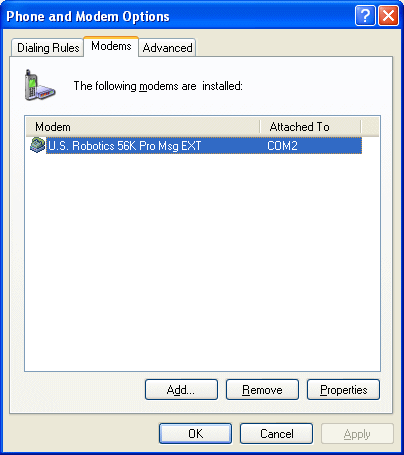 Phone and Modem Options
Dialing Rules Modems Advanced
The following modems are installed:
Modem Attached To
U.S. Robotics 56K Pro Msg EXT COM2
Add... Remove Properties
OK Cancel Apply